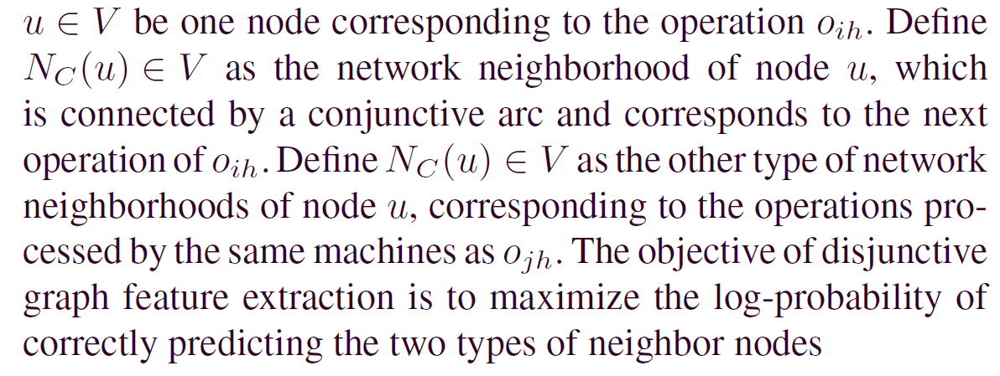 u ∈ V be one node corresponding to the operation o_{ih}. Define
N_C(u) ∈ V as the network neighborhood of node u, which
is connected by a conjunctive arc and corresponds to the next
operation of o_{ih}. Define N_C(u) ∈ V as the other type of network
neighborhoods of node u, corresponding to the operations pro-
cessed by the same machines as o_{jh}. The objective of disjunctive
graph feature extraction is to maximize the log-probability of
correctly predicting the two types of neighbor nodes